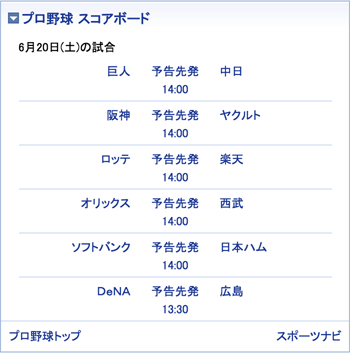 プロ野球 スコアボード
6月20日(土)の試合
巨人 予告先発 中日
14:00
阪神 予告先発 ヤクルト
14:00
ロッテ 予告先発 楽天
14:00
オリックス 予告先発 西武
14:00
ソフトバンク 予告先発 日本ハム
14:00
DeNA 予告先発 広島
13:30
プロ野球トップ スポーツナビ